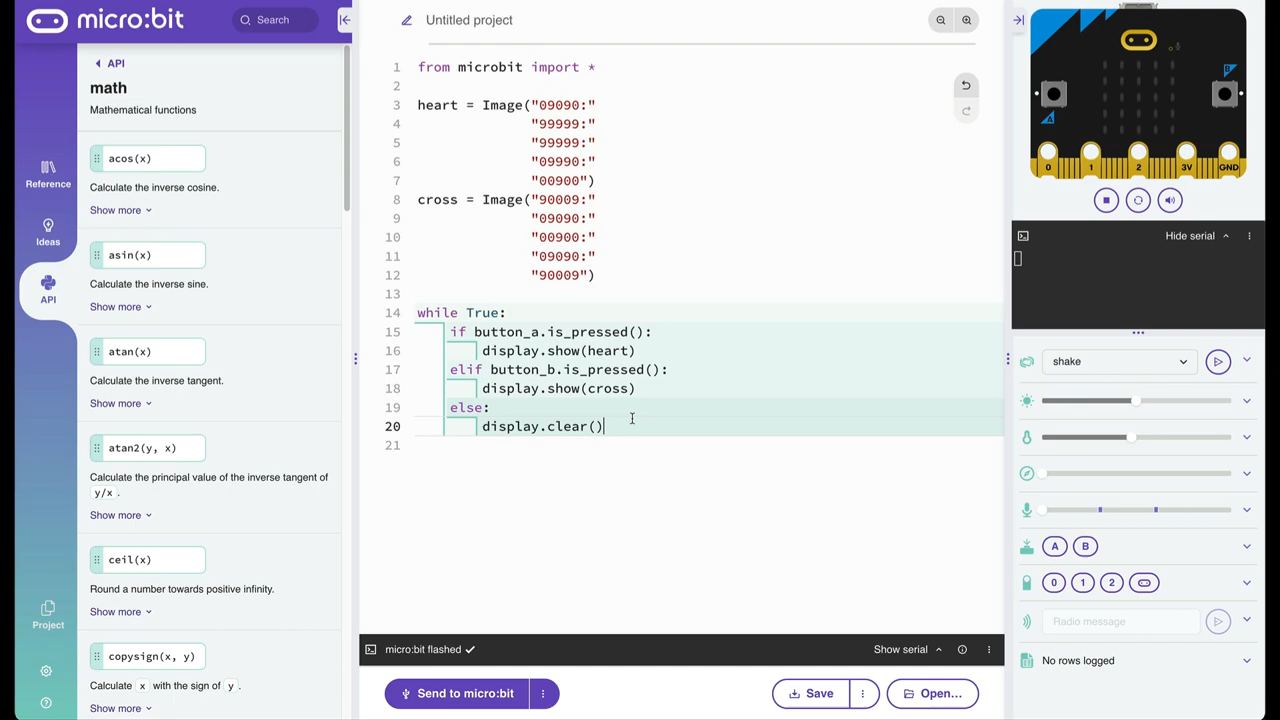 micro:bit
Search
Reference
Ideas
API
Project
API
math
Mathematical functions
acos(x)
Calculate the inverse cosine.
Show more
asin(x)
Calculate the inverse sine.
Show more
atan(x)
Calculate the inverse tangent.
Show more
atan2(y, x)
Calculate the principal value of the inverse tangent of
y/x .
Show more
ceil(x)
Round a number towards positive infinity.
Show more
copysign(x, y)
Calculate x with the sign of y .
Show more
Untitled project
1 from microbit import *
2
3 heart = Image("09090:"
4 "99999:"
5 "99999:"
6 "09990:"
7 "00900")
8 cross = Image("90009:"
9 "09090:"
10 "00900:"
11 "09090:"
12 "90009")
13
14 while True:
15 if button_a.is_pressed():
16 display.show(heart)
17 elif button_b.is_pressed():
18 display.show(cross)
19 else:
20 display.clear()
21
micro:bit flashed
Show serial
Send to micro:bit
Save
Open...
A
B
0 1 2 3V GND
Hide serial
shake
A B
0 1 2
Radio message
No rows logged